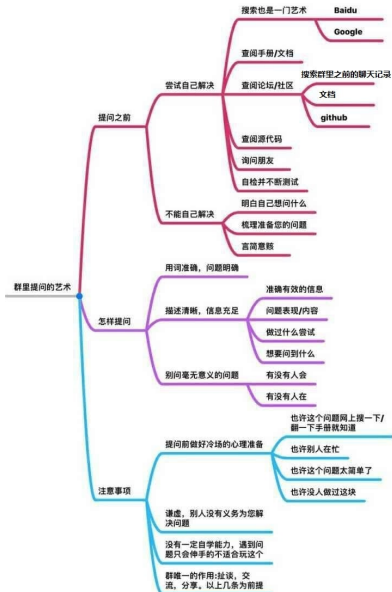 群里提问的艺术
提问之前
尝试自己解决
搜索也是一门艺术
Baidu
Google
查阅手册/文档
查阅论坛/社区
搜索群里之前的聊天记录
文档
github
查阅源代码
询问朋友
自检并不断测试
不能自己解决
明白自己想问什么
梳理准备您的问题
言简意赅
怎样提问
用词准确，问题明确
描述清晰，信息充足
准确有效的信息
问题表现/内容
做过什么尝试
想要问到什么
别问毫无意义的问题
有没有人会
有没有人在
注意事项
提问前做好冷场的心理准备
也许这个问题网上搜一下/
翻一下手册就知道
也许别人在忙
也许这个问题太简单了
也许没人做过这块
谦虚，别人没有义务为您解
决问题
没有一定自学能力，遇到问
题只会伸手的不适合玩这个
群唯一的作用:扯谈，交
流，分享。以上几条为前提